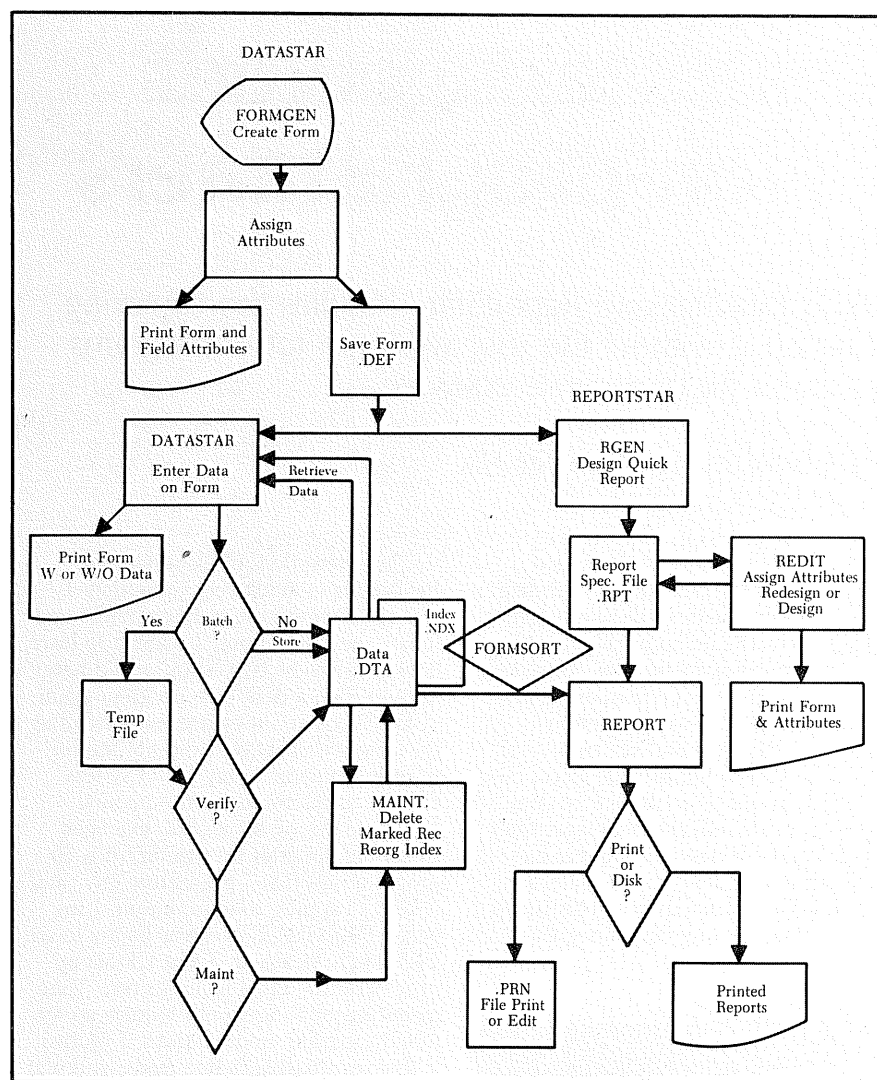 DATASTAR
FORMGEN
Create Form
Assign
Attributes
Print Form and
Field Attributes
Save Form
.DEF
REPORTSTAR
DATASTAR
Enter Data
on Form
Retrieve
Data
RGEN
Design Quick
Report
Print Form
W or W/O Data
Report
Spec. File
.RPT
REDIT
Assign Attributes
Redesign or
Design
Yes
Batch
?
No
Store
Data
.DTA
Index
.NDX
FORMSORT
Temp
File
REPORT
Print Form
& Attributes
Verify
?
MAINT.
Delete
Marked Rec
Reorg Index
Print
or
Disk
?
Maint
?
.PRN
File Print
or Edit
Printed
Reports